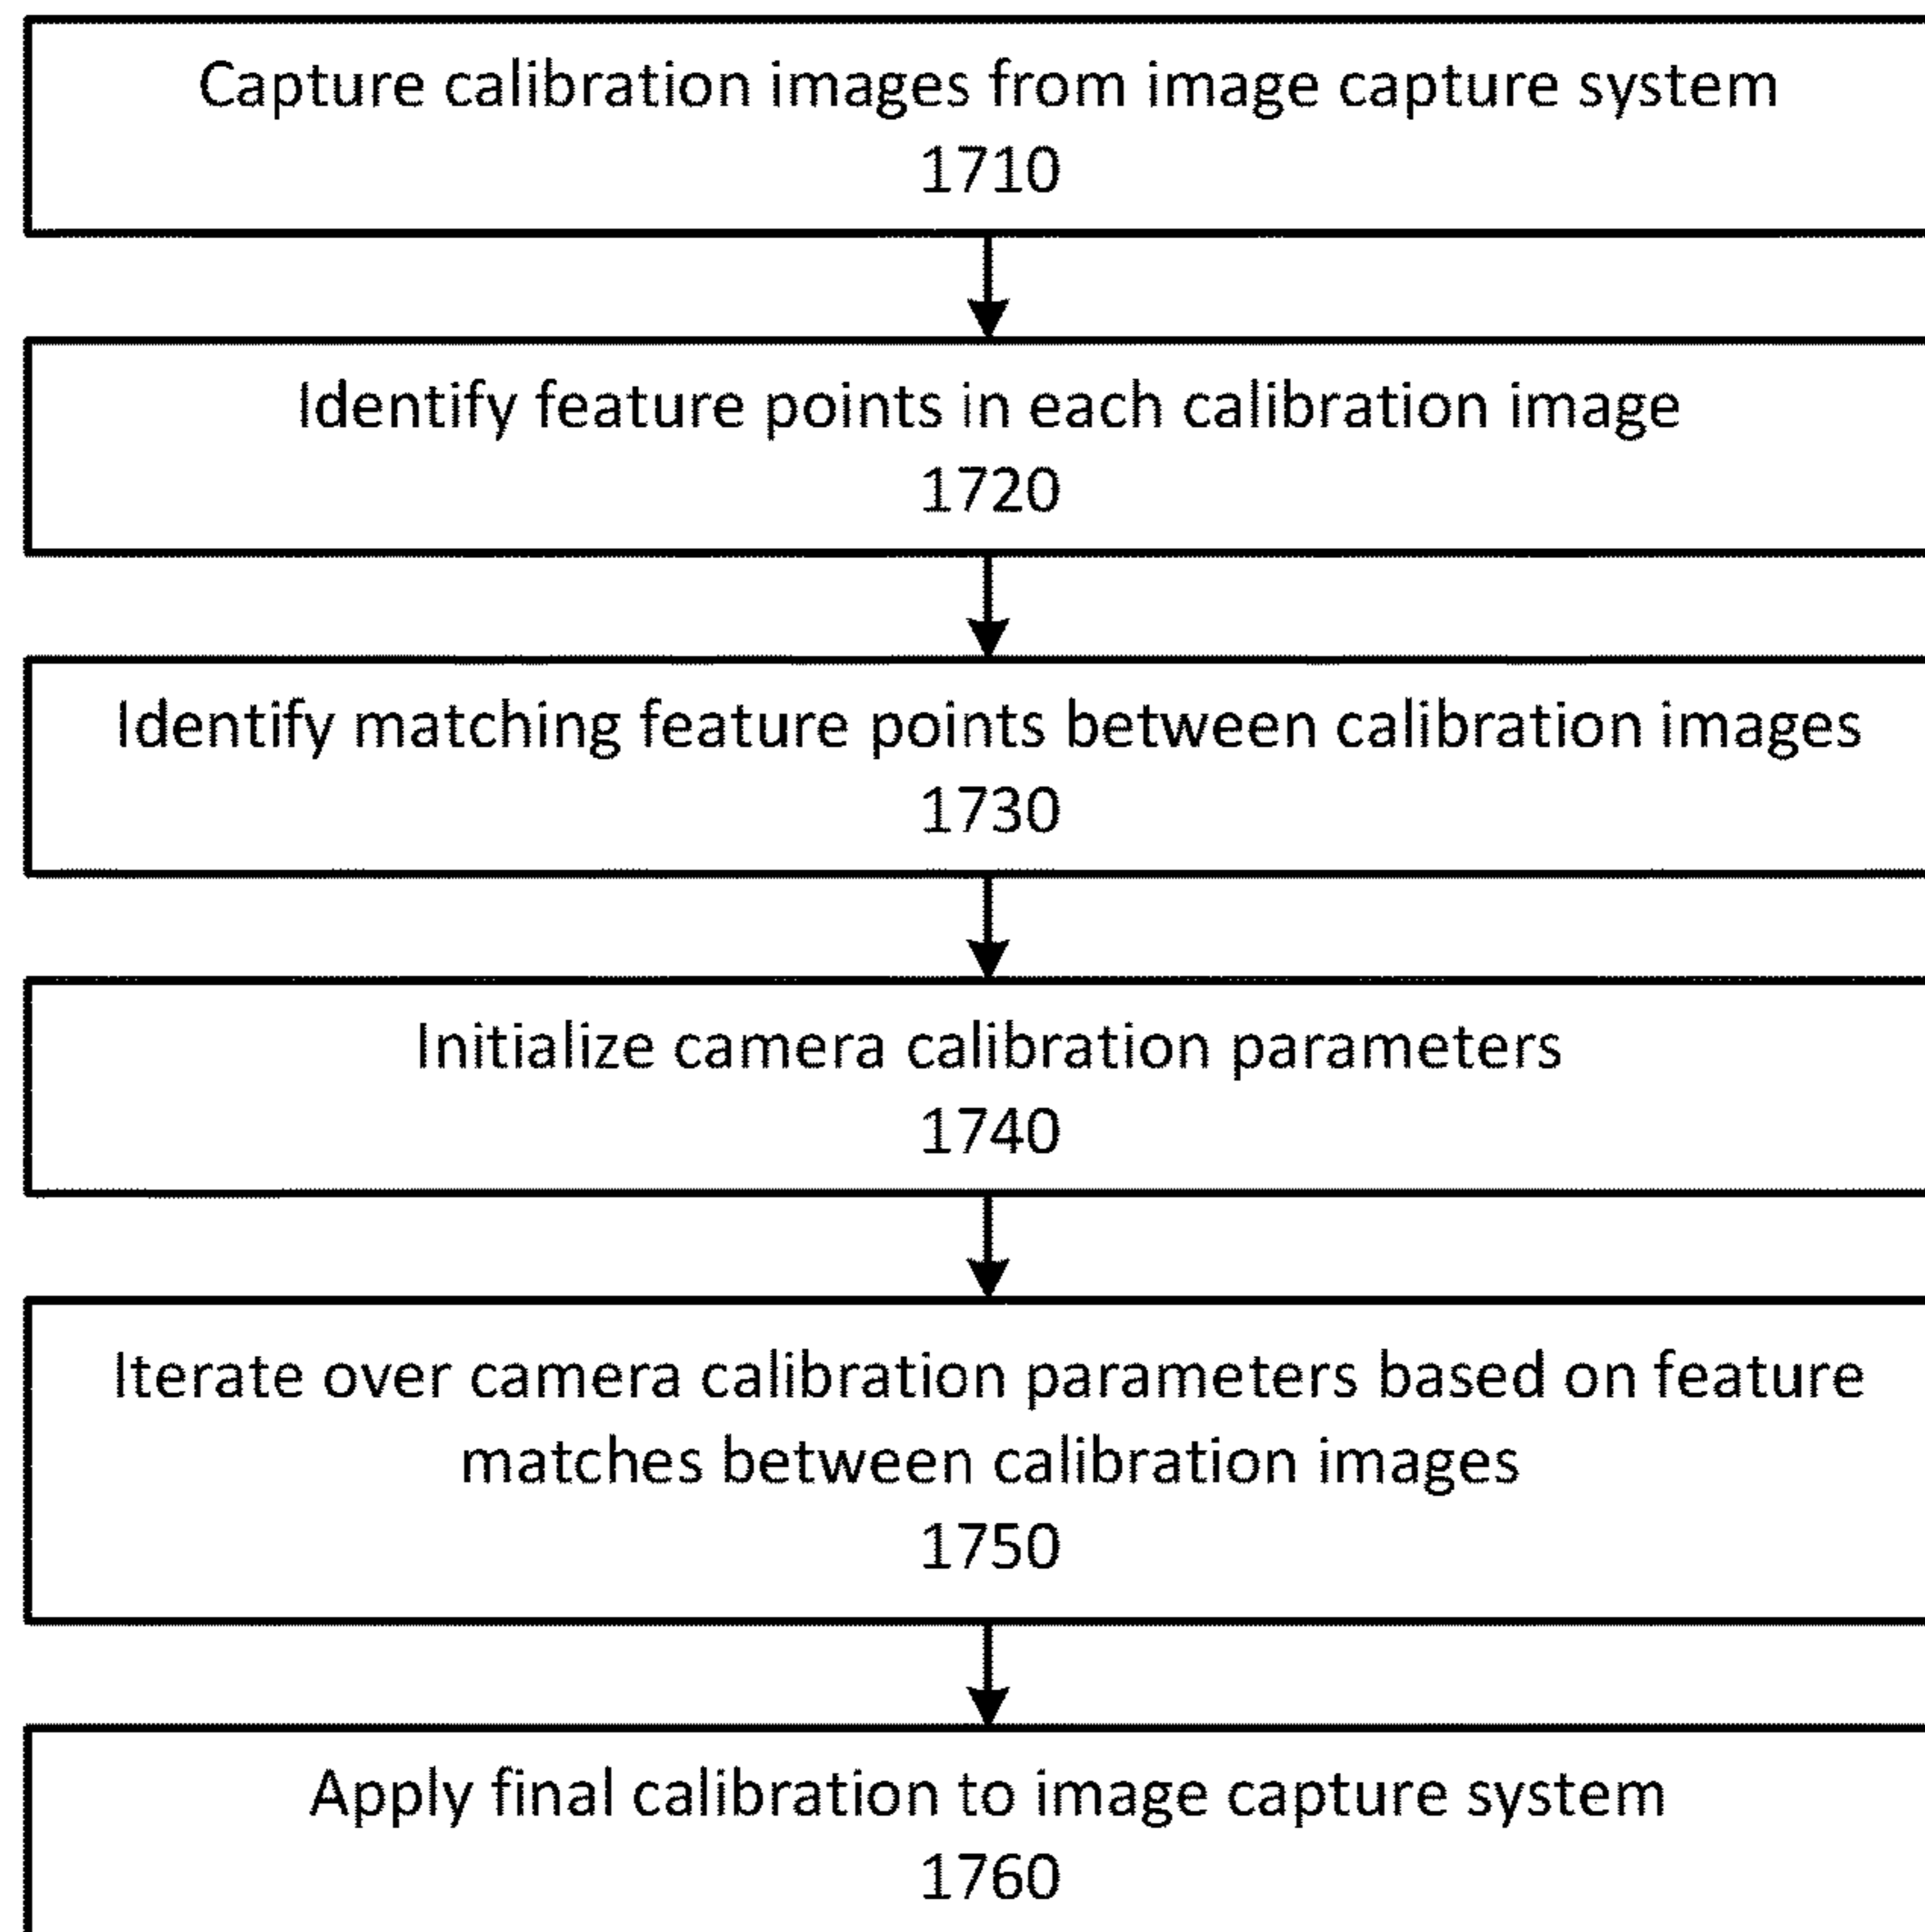 Capture calibration images from image capture system
1710
Identify feature points in each calibration image
1720
Identify matching feature points between calibration images
1730
Initialize camera calibration parameters
1740
Iterate over camera calibration parameters based on feature
matches between calibration images
1750
Apply final calibration to image capture system
1760